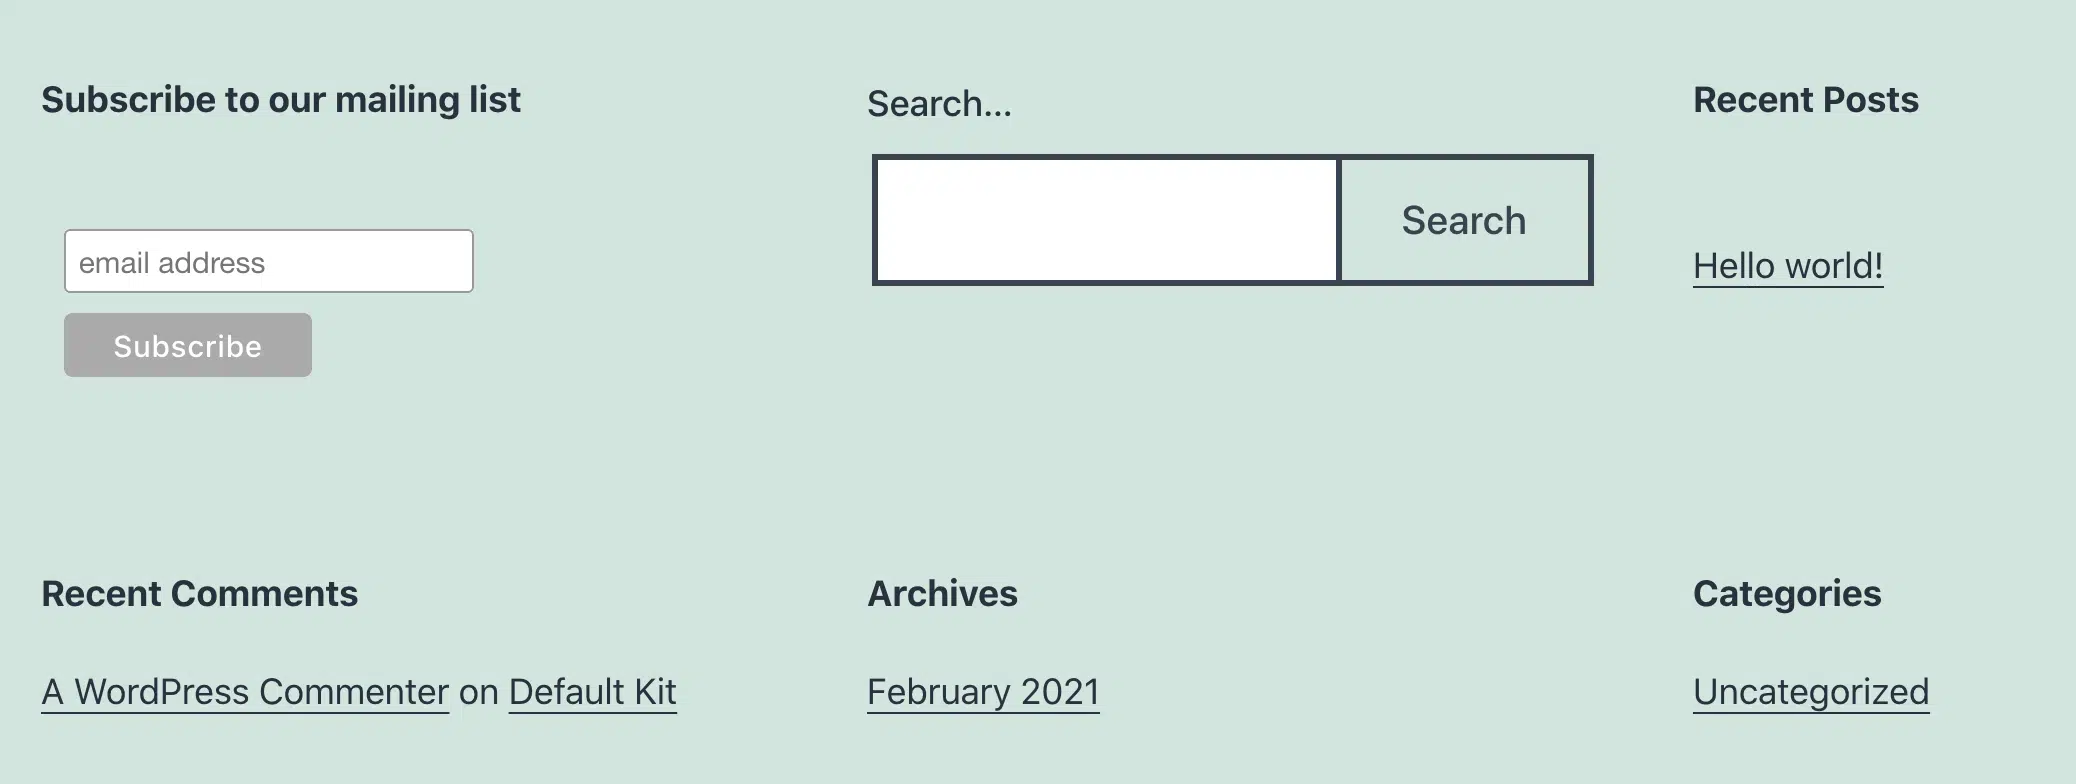 Subscribe to our mailing list
email address
Subscribe
Search...
Search
Recent Posts
Hello world!
Recent Comments
A WordPress Commenter on Default Kit
Archives
February 2021
Categories
Uncategorized